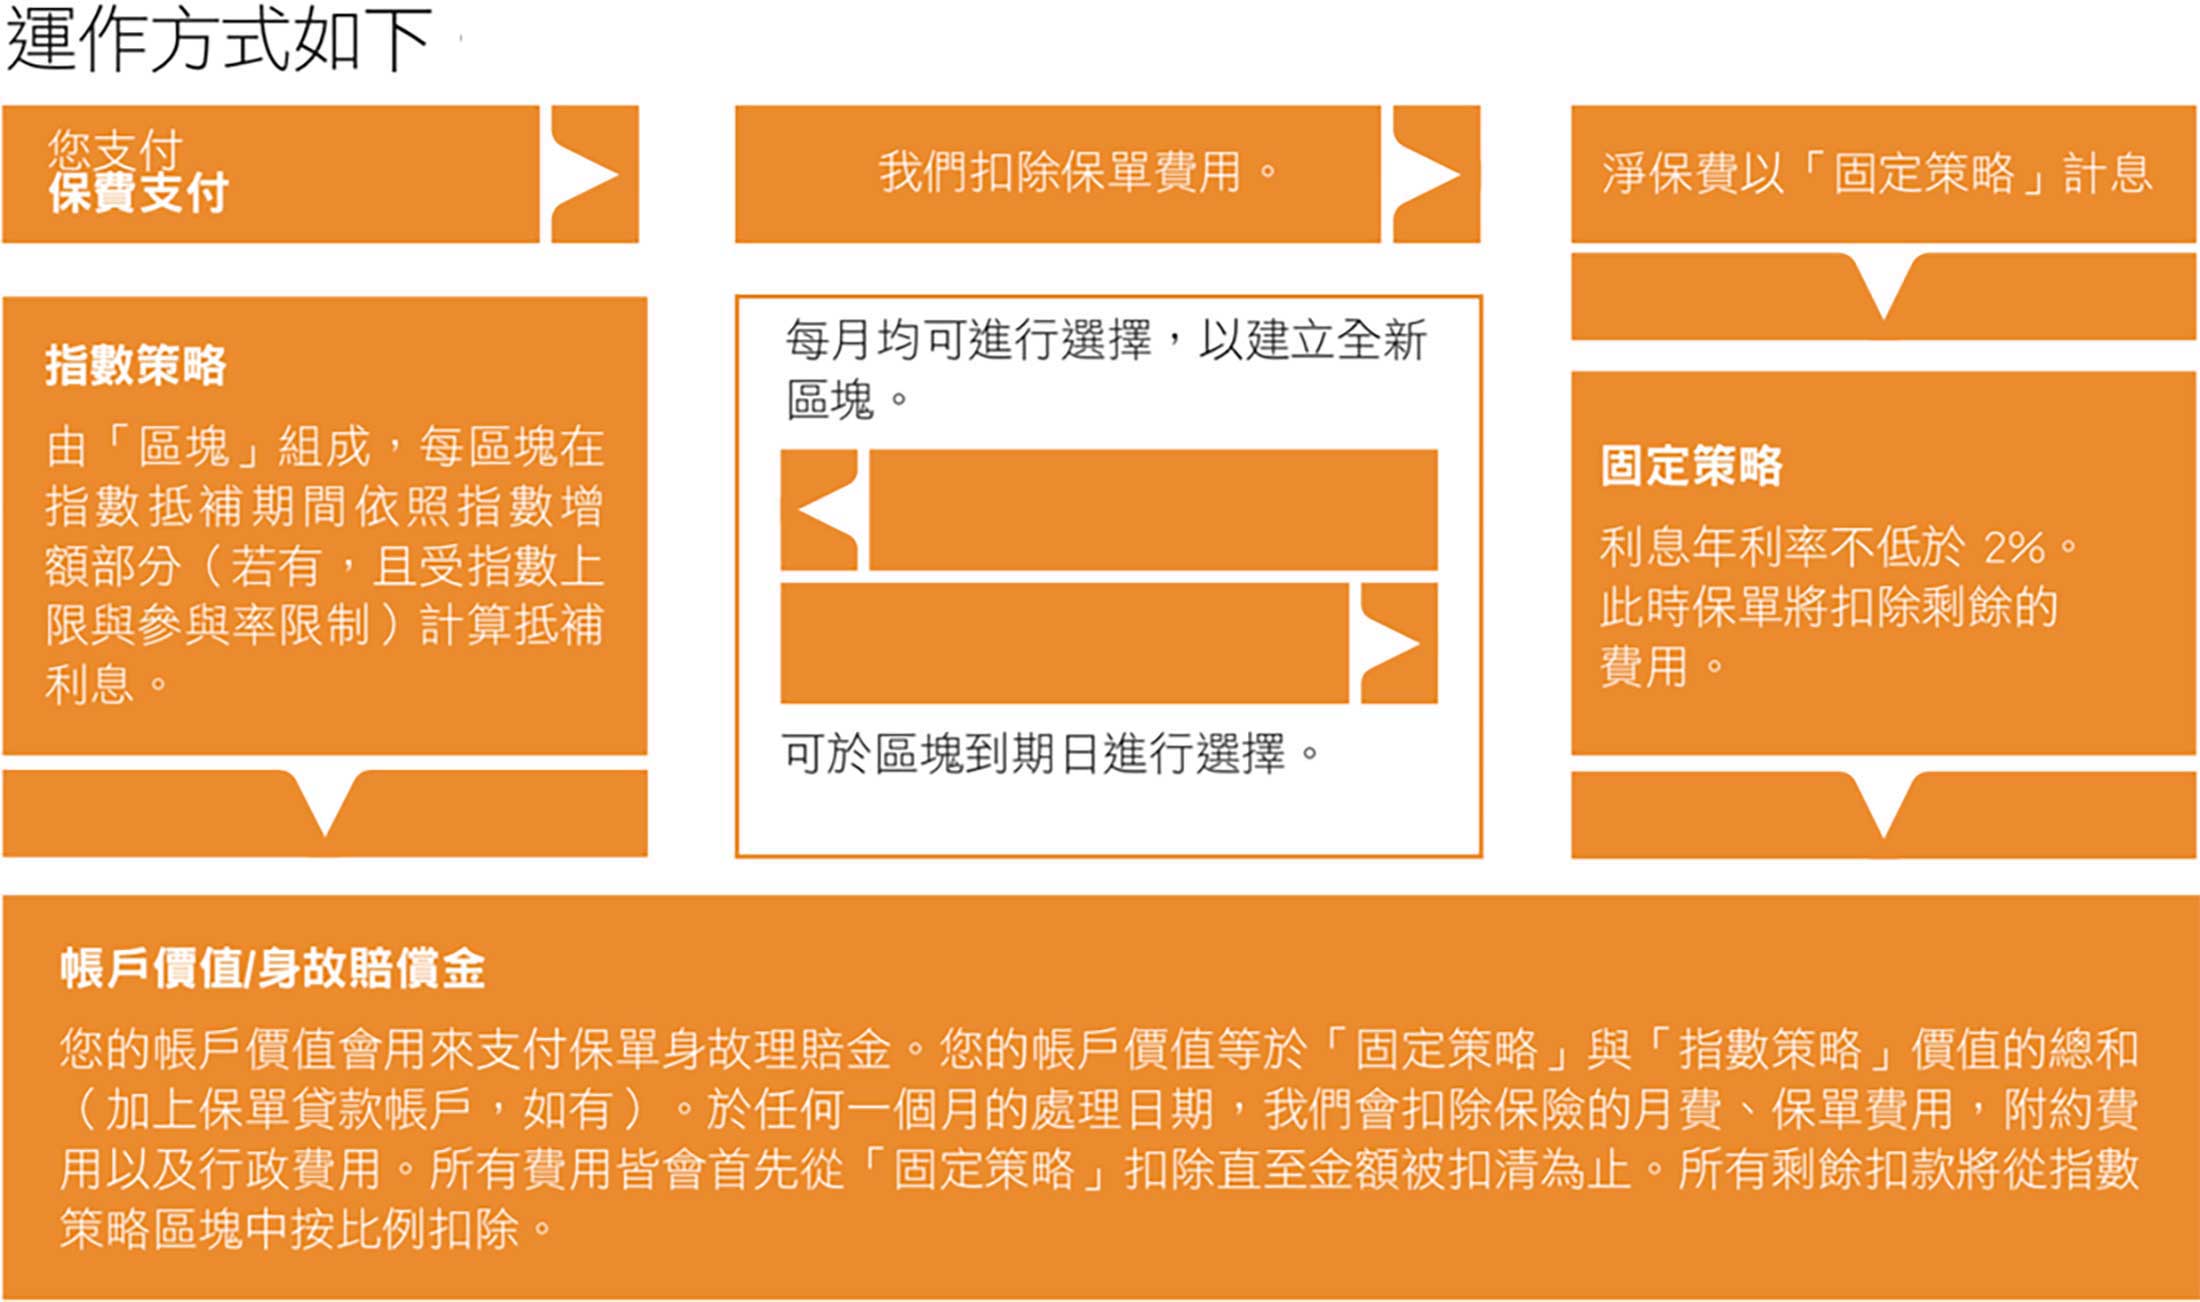 運作方式如下
您支付
保費支付
我們扣除保單費用。
淨保費以「固定策略」計息
指數策略
由「區塊」組成，每區塊在
指數抵補期間依照指數增
額部分（若有，且受指數上
限與參與率限制）計算抵補
利息。
每月均可進行選擇，以建立全新
區塊。
可於區塊到期日進行選擇。
固定策略
利息年利率不低於 2%。
此時保單將扣除剩餘的
費用。
帳戶價值/身故賠償金
您的帳戶價值會用來支付保單身故理賠金。您的帳戶價值等於「固定策略」與「指數策略」價值的總和
（加上保單貸款帳戶，如有）。於任何一個月的處理日期，我們會扣除保險的月費、保單費用，附約費
用以及行政費用。所有費用皆會首先從「固定策略」扣除直至金額被扣清為止。所有剩餘扣款將從指數
策略區塊中按比例扣除。